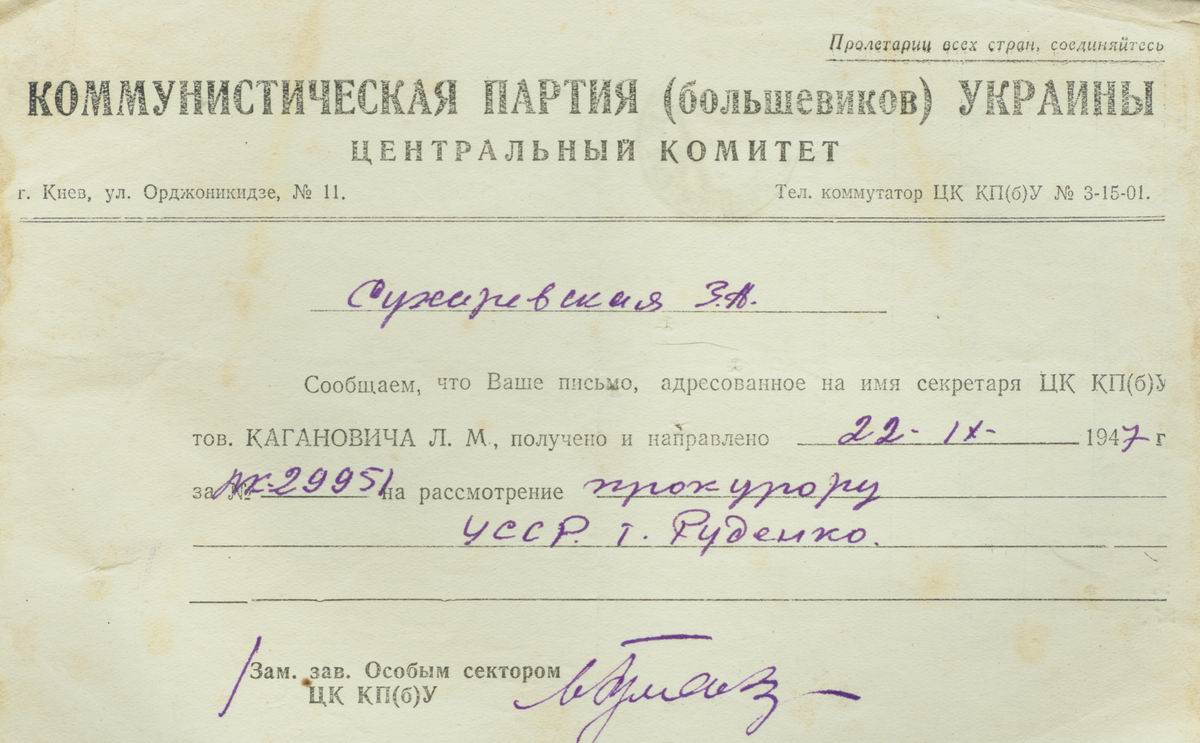 Пролетарии всех стран, соединяйтесь
КОММУНИСТИЧЕСКАЯ ПАРТИЯ (большевиков) УКРАИНЫ
ЦЕНТРАЛЬНЫЙ КОМИТЕТ
г. Киев, ул. Орджоникидзе, № 11. Тел. коммутатор ЦК КП(б)У № 3-15-01.
Сухаревская З.А.
Сообщаем, что Ваше письмо, адресованное на имя секретаря ЦК КП(б)У
тов. КАГАНОВИЧА Л. М., получено и направлено 22- IX- 1947 г
за № АК-29951 на рассмотрение прокурору
УССР. т. Руденко.
Зам. зав. Особым сектором
ЦК КП(б)У